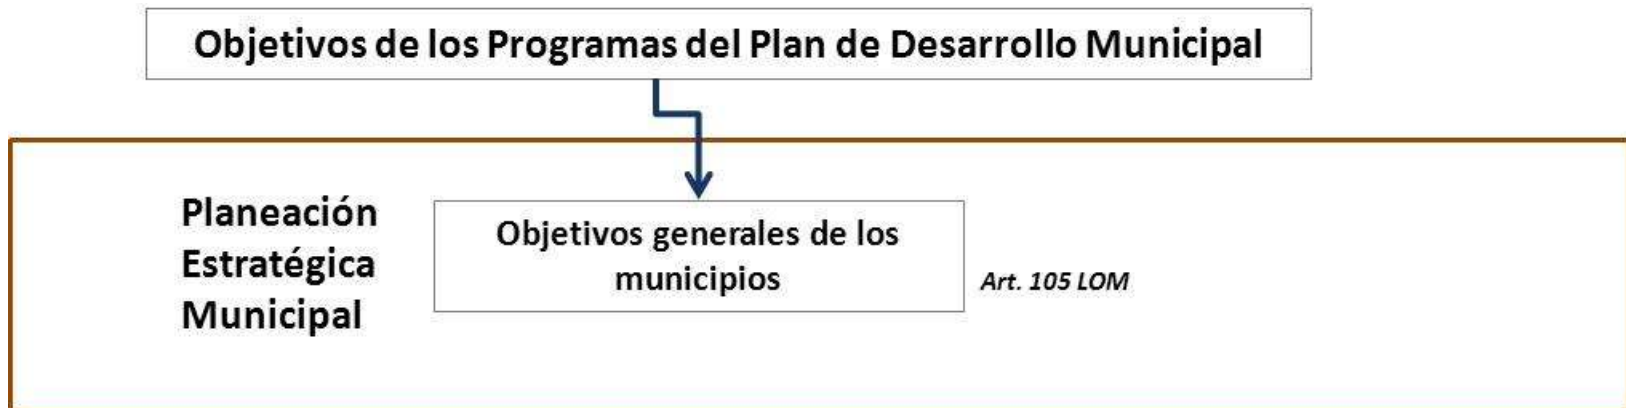 Objetivos de los Programas del Plan de Desarrollo Municipal
Planeación
Estratégica
Municipal
Objetivos generales de los
municipios
Art. 105 LOM